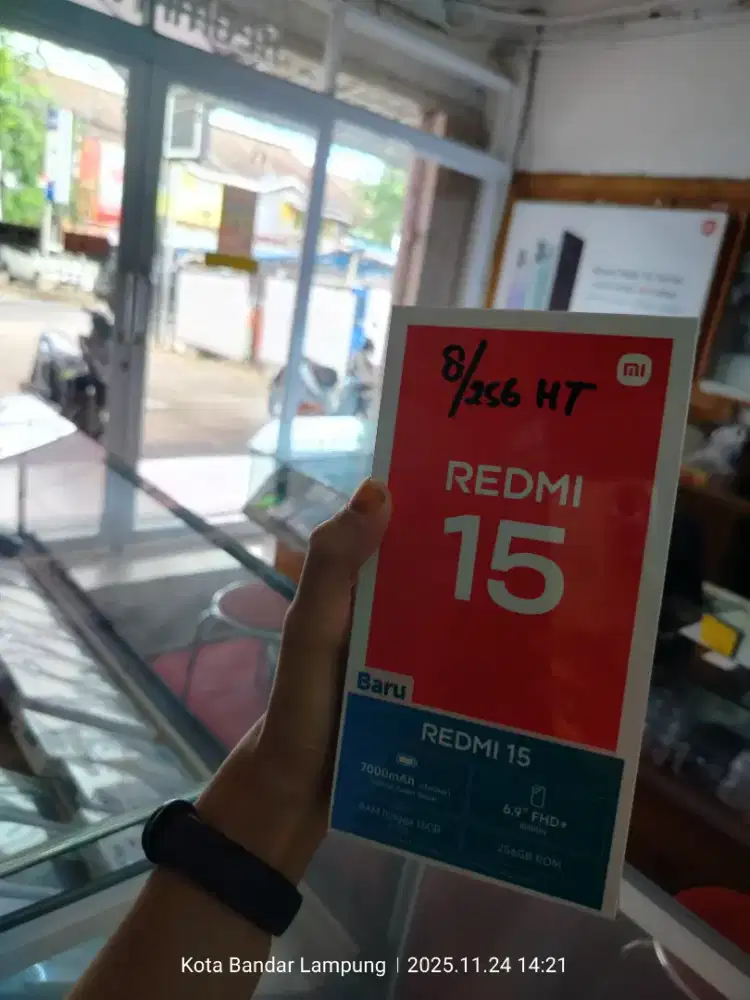 8/256 HT
mi
REDMI
15
Baru
REDMI 15
7000mAh
6.9" FHD+
256GB ROM
Kota Bandar Lampung | 2025.11.24 14:21